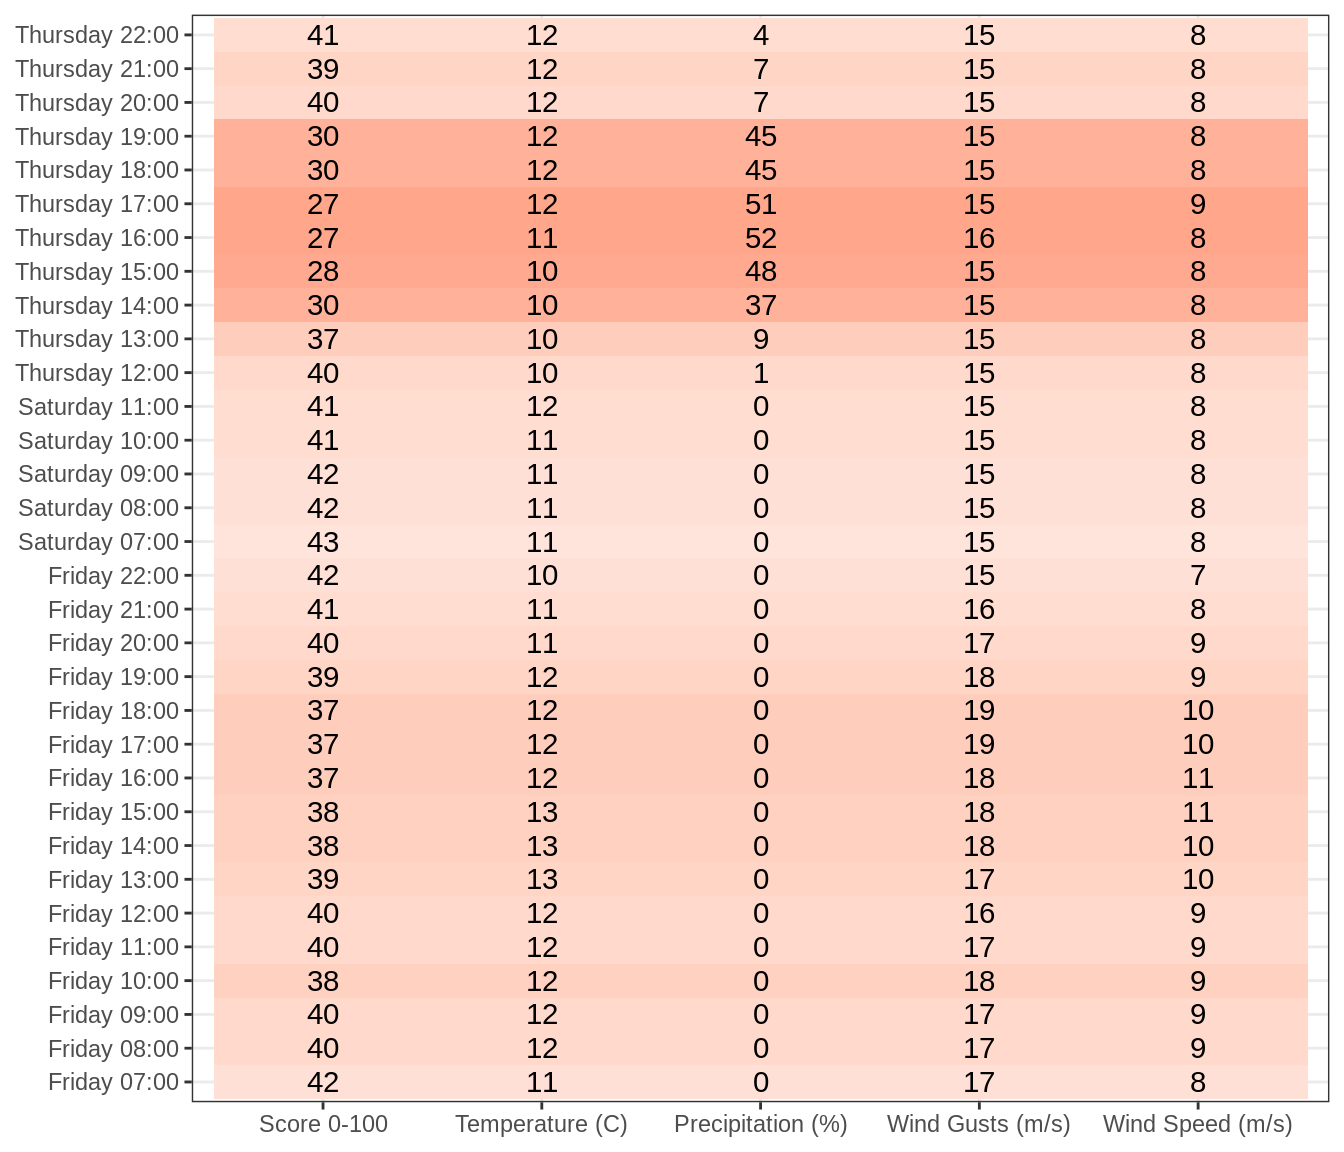 Thursday 22:00 41 12 4 15 8
Thursday 21:00 39 12 7 15 8
Thursday 20:00 40 12 7 15 8
Thursday 19:00 30 12 45 15 8
Thursday 18:00 30 12 45 15 8
Thursday 17:00 27 12 51 15 9
Thursday 16:00 27 11 52 16 8
Thursday 15:00 28 10 48 15 8
Thursday 14:00 30 10 37 15 8
Thursday 13:00 37 10 9 15 8
Thursday 12:00 40 10 1 15 8
Saturday 11:00 41 12 0 15 8
Saturday 10:00 41 11 0 15 8
Saturday 09:00 42 11 0 15 8
Saturday 08:00 42 11 0 15 8
Saturday 07:00 43 11 0 15 8
Friday 22:00 42 10 0 15 7
Friday 21:00 41 11 0 16 8
Friday 20:00 40 11 0 17 9
Friday 19:00 39 12 0 18 9
Friday 18:00 37 12 0 19 10
Friday 17:00 37 12 0 19 10
Friday 16:00 37 12 0 18 11
Friday 15:00 38 13 0 18 11
Friday 14:00 38 13 0 18 10
Friday 13:00 39 13 0 17 10
Friday 12:00 40 12 0 16 9
Friday 11:00 40 12 0 17 9
Friday 10:00 38 12 0 18 9
Friday 09:00 40 12 0 17 9
Friday 08:00 40 12 0 17 9
Friday 07:00 42 11 0 17 8
Score 0-100 Temperature (C) Precipitation (%) Wind Gusts (m/s) Wind Speed (m/s)